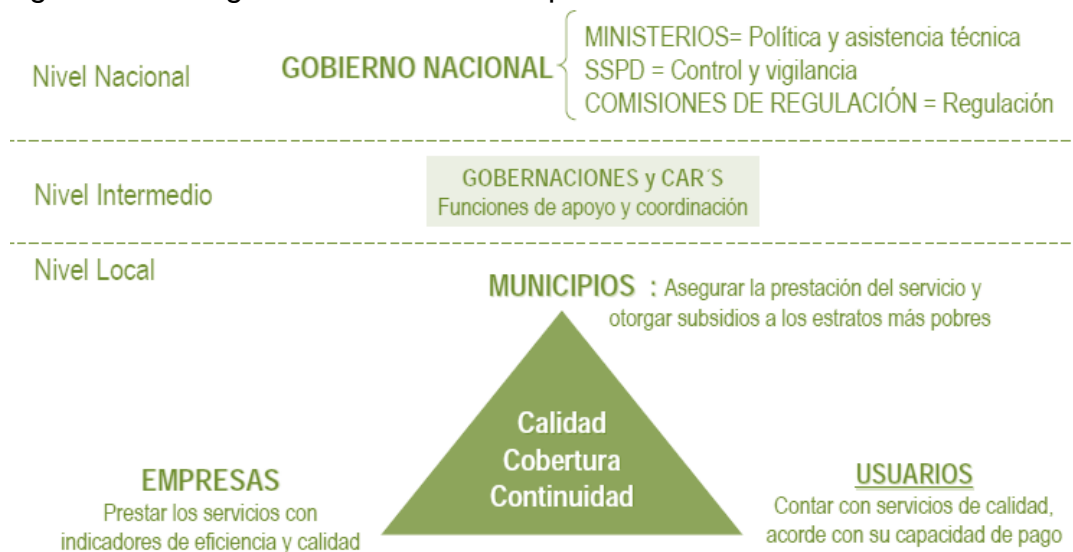 Nivel Nacional
GOBIERNO NACIONAL
MINISTERIOS= Política y asistencia técnica
SSPD = Control y vigilancia
COMISIONES DE REGULACIÓN = Regulación
Nivel Intermedio
GOBERNACIONES y CAR´S
Funciones de apoyo y coordinación
Nivel Local
MUNICIPIOS : Asegurar la prestación del servicio y
otorgar subsidios a los estratos más pobres
Calidad
Cobertura
Continuidad
EMPRESAS
Prestar los servicios con
indicadores de eficiencia y calidad
USUARIOS
Contar con servicios de calidad,
acorde con su capacidad de pago